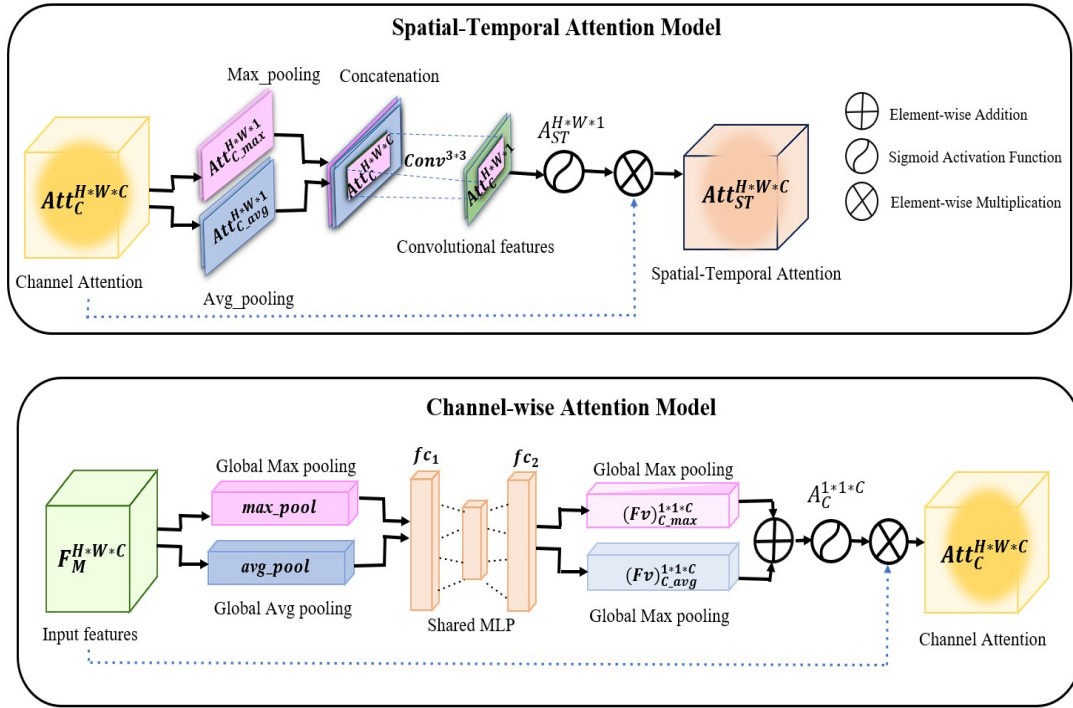 Spatial-Temporal Attention Model
Max_pooling
Concatenation
Att_C^{H*W*C}
Att_{C_max}^{H*W*1}
Att_{C_avg}^{H*W*1}
Att_C^{H*W*C}
Conv^{3*3}
Att_C^{H*W*1}
A_{ST}^{H*W*1}
Att_{ST}^{H*W*C}
Element-wise Addition
Sigmoid Activation Function
Element-wise Multiplication
Channel Attention
Avg_pooling
Convolutional features
Spatial-Temporal Attention
Channel-wise Attention Model
Global Max pooling
fc_1
fc_2
Global Max pooling
F_M^{H*W*C}
max_pool
avg_pool
(Fv)_{C_max}^{1*1*C}
(Fv)_{C_avg}^{1*1*C}
A_C^{1*1*C}
Att_C^{H*W*C}
Input features
Global Avg pooling
Shared MLP
Global Max pooling
Channel Attention